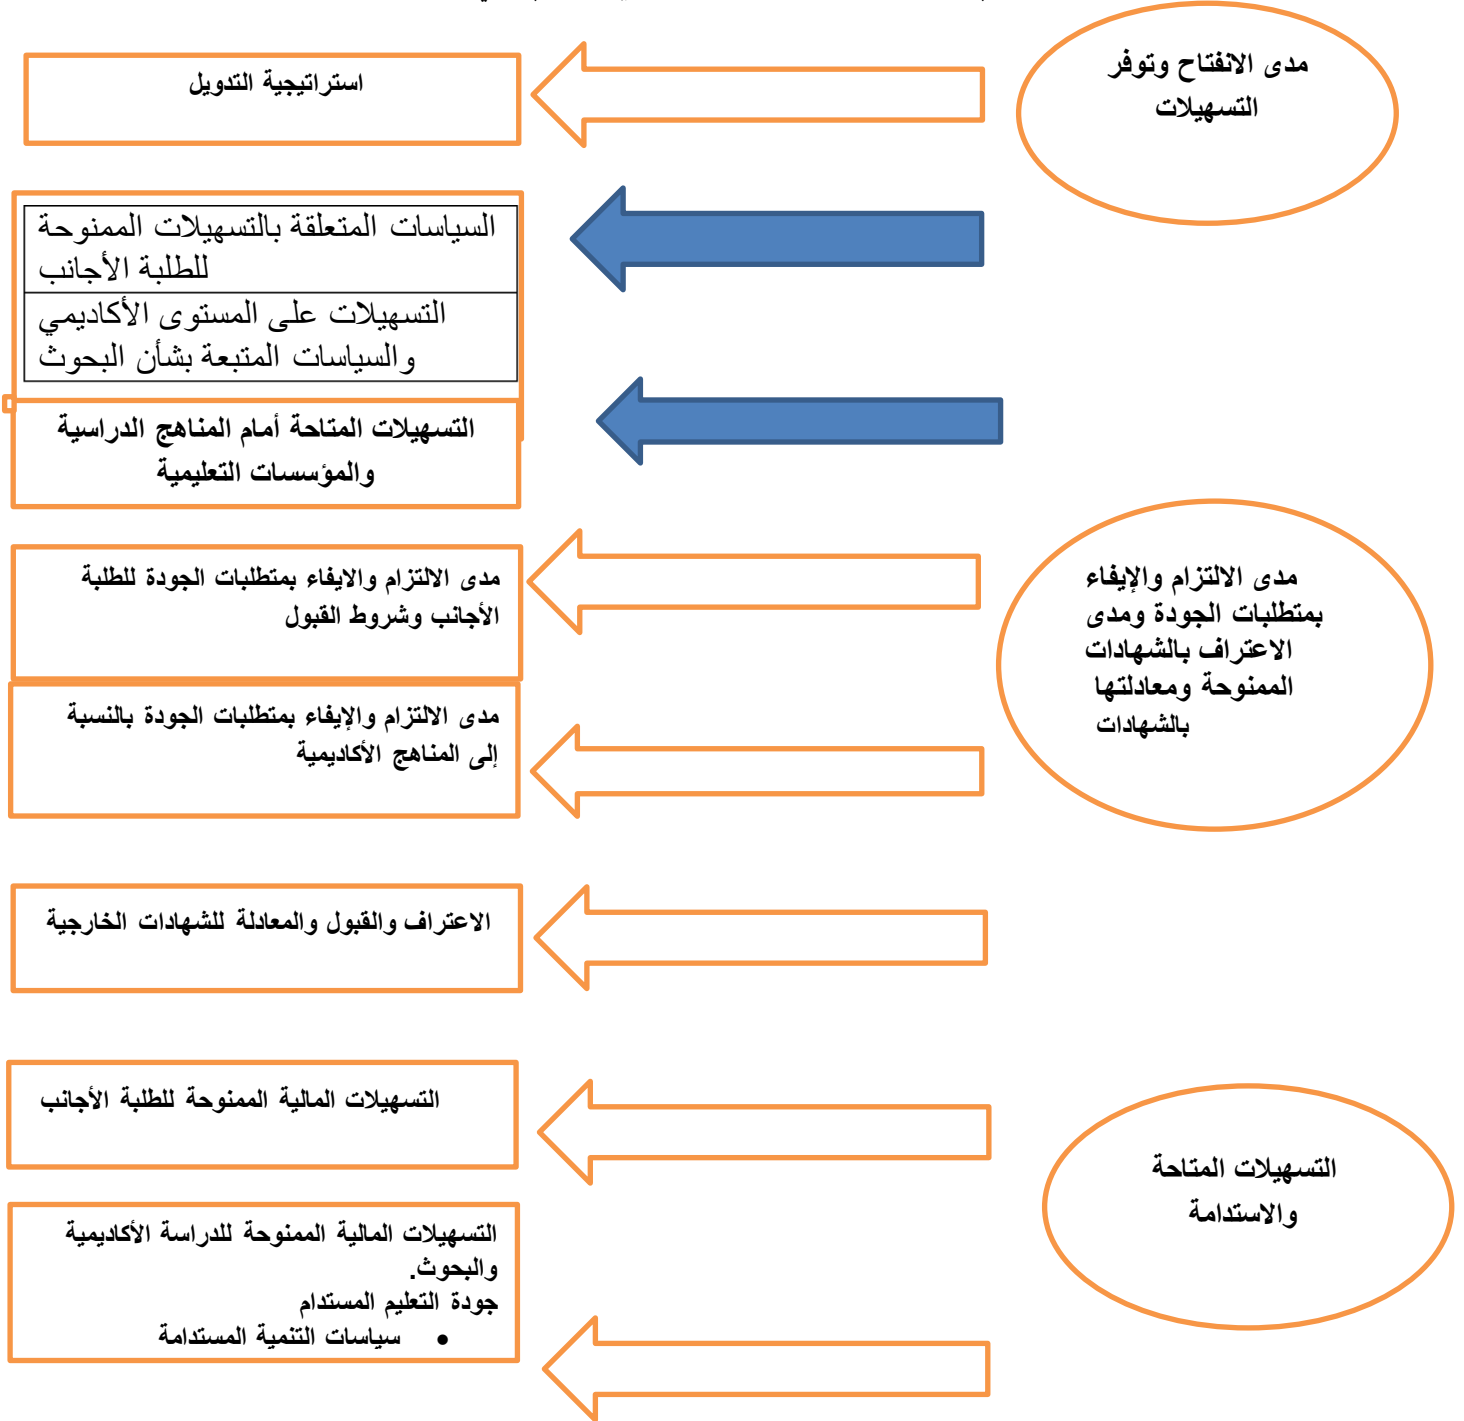 مدى الانفتاح وتوفر
التسهيلات
استراتيجية التدويل
السياسات المتعلقة بالتسهيلات الممنوحة
للطلبة الأجانب
التسهيلات على المستوى الأكاديمي
والسياسات المتبعة بشأن البحوث
التسهيلات المتاحة أمام المناهج الدراسية
والمؤسسات التعليمية
مدى الالتزام والإيفاء
بمتطلبات الجودة ومدى
الاعتراف بالشهادات
الممنوحة ومعادلتها
بالشهادات
مدى الالتزام والايفاء بمتطلبات الجودة للطلبة
الأجانب وشروط القبول
مدى الالتزام والإيفاء بمتطلبات الجودة بالنسبة
إلى المناهج الأكاديمية
الاعتراف والقبول والمعادلة للشهادات الخارجية
التسهيلات المتاحة
والاستدامة
التسهيلات المالية الممنوحة للطلبة الأجانب
التسهيلات المالية الممنوحة للدراسة الأكاديمية
والبحوث.
جودة التعليم المستدام
• سياسات التنمية المستدامة